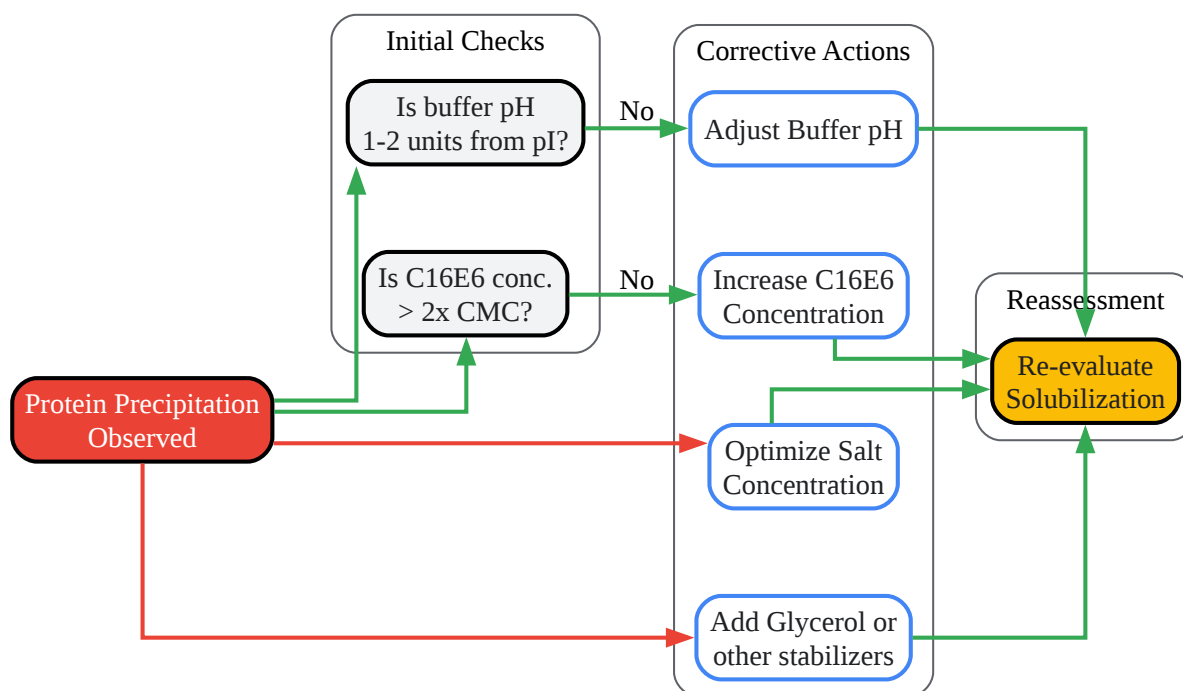 Initial Checks
Corrective Actions
Is buffer pH
1-2 units from pI?
No
Adjust Buffer pH
Is C16E6 conc.
> 2x CMC?
No
Increase C16E6
Concentration
Reassessment
Re-evaluate
Solubilization
Protein Precipitation
Observed
Optimize Salt
Concentration
Add Glycerol or
other stabilizers